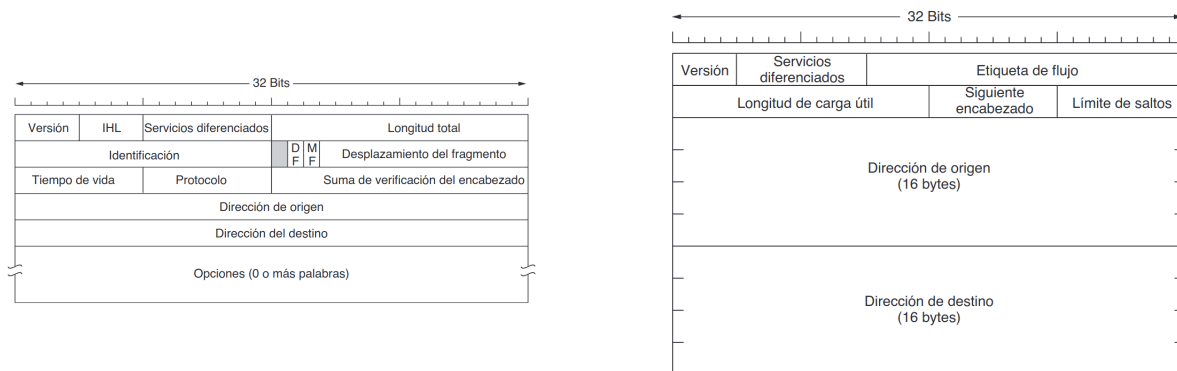 32 Bits
Versión IHL Servicios diferenciados Longitud total
Identificación D F M F Desplazamiento del fragmento
Tiempo de vida Protocolo Suma de verificación del encabezado
Dirección de origen
Dirección del destino
Opciones (0 o más palabras)
32 Bits
Versión Servicios diferenciados Etiqueta de flujo
Longitud de carga útil Siguiente encabezado Límite de saltos
Dirección de origen
(16 bytes)
Dirección de destino
(16 bytes)